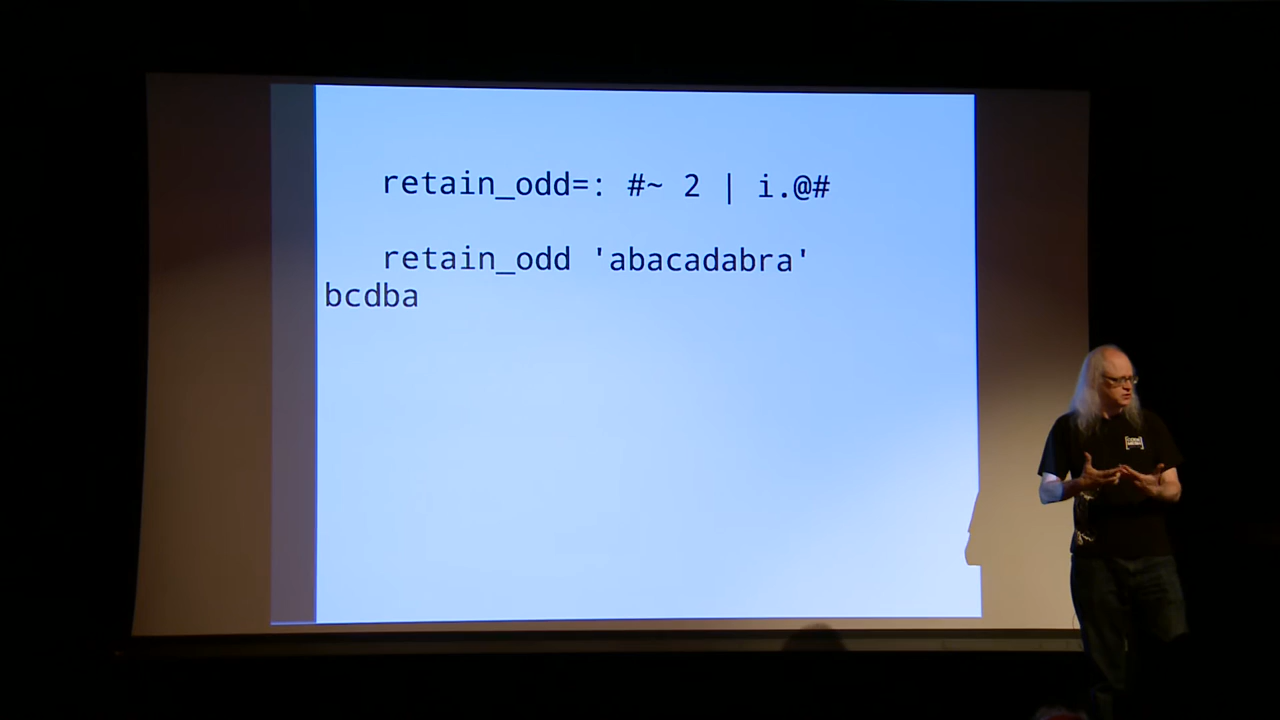 retain_odd=: #~ 2 | i.@#
retain_odd 'abacadabra'
bcdba